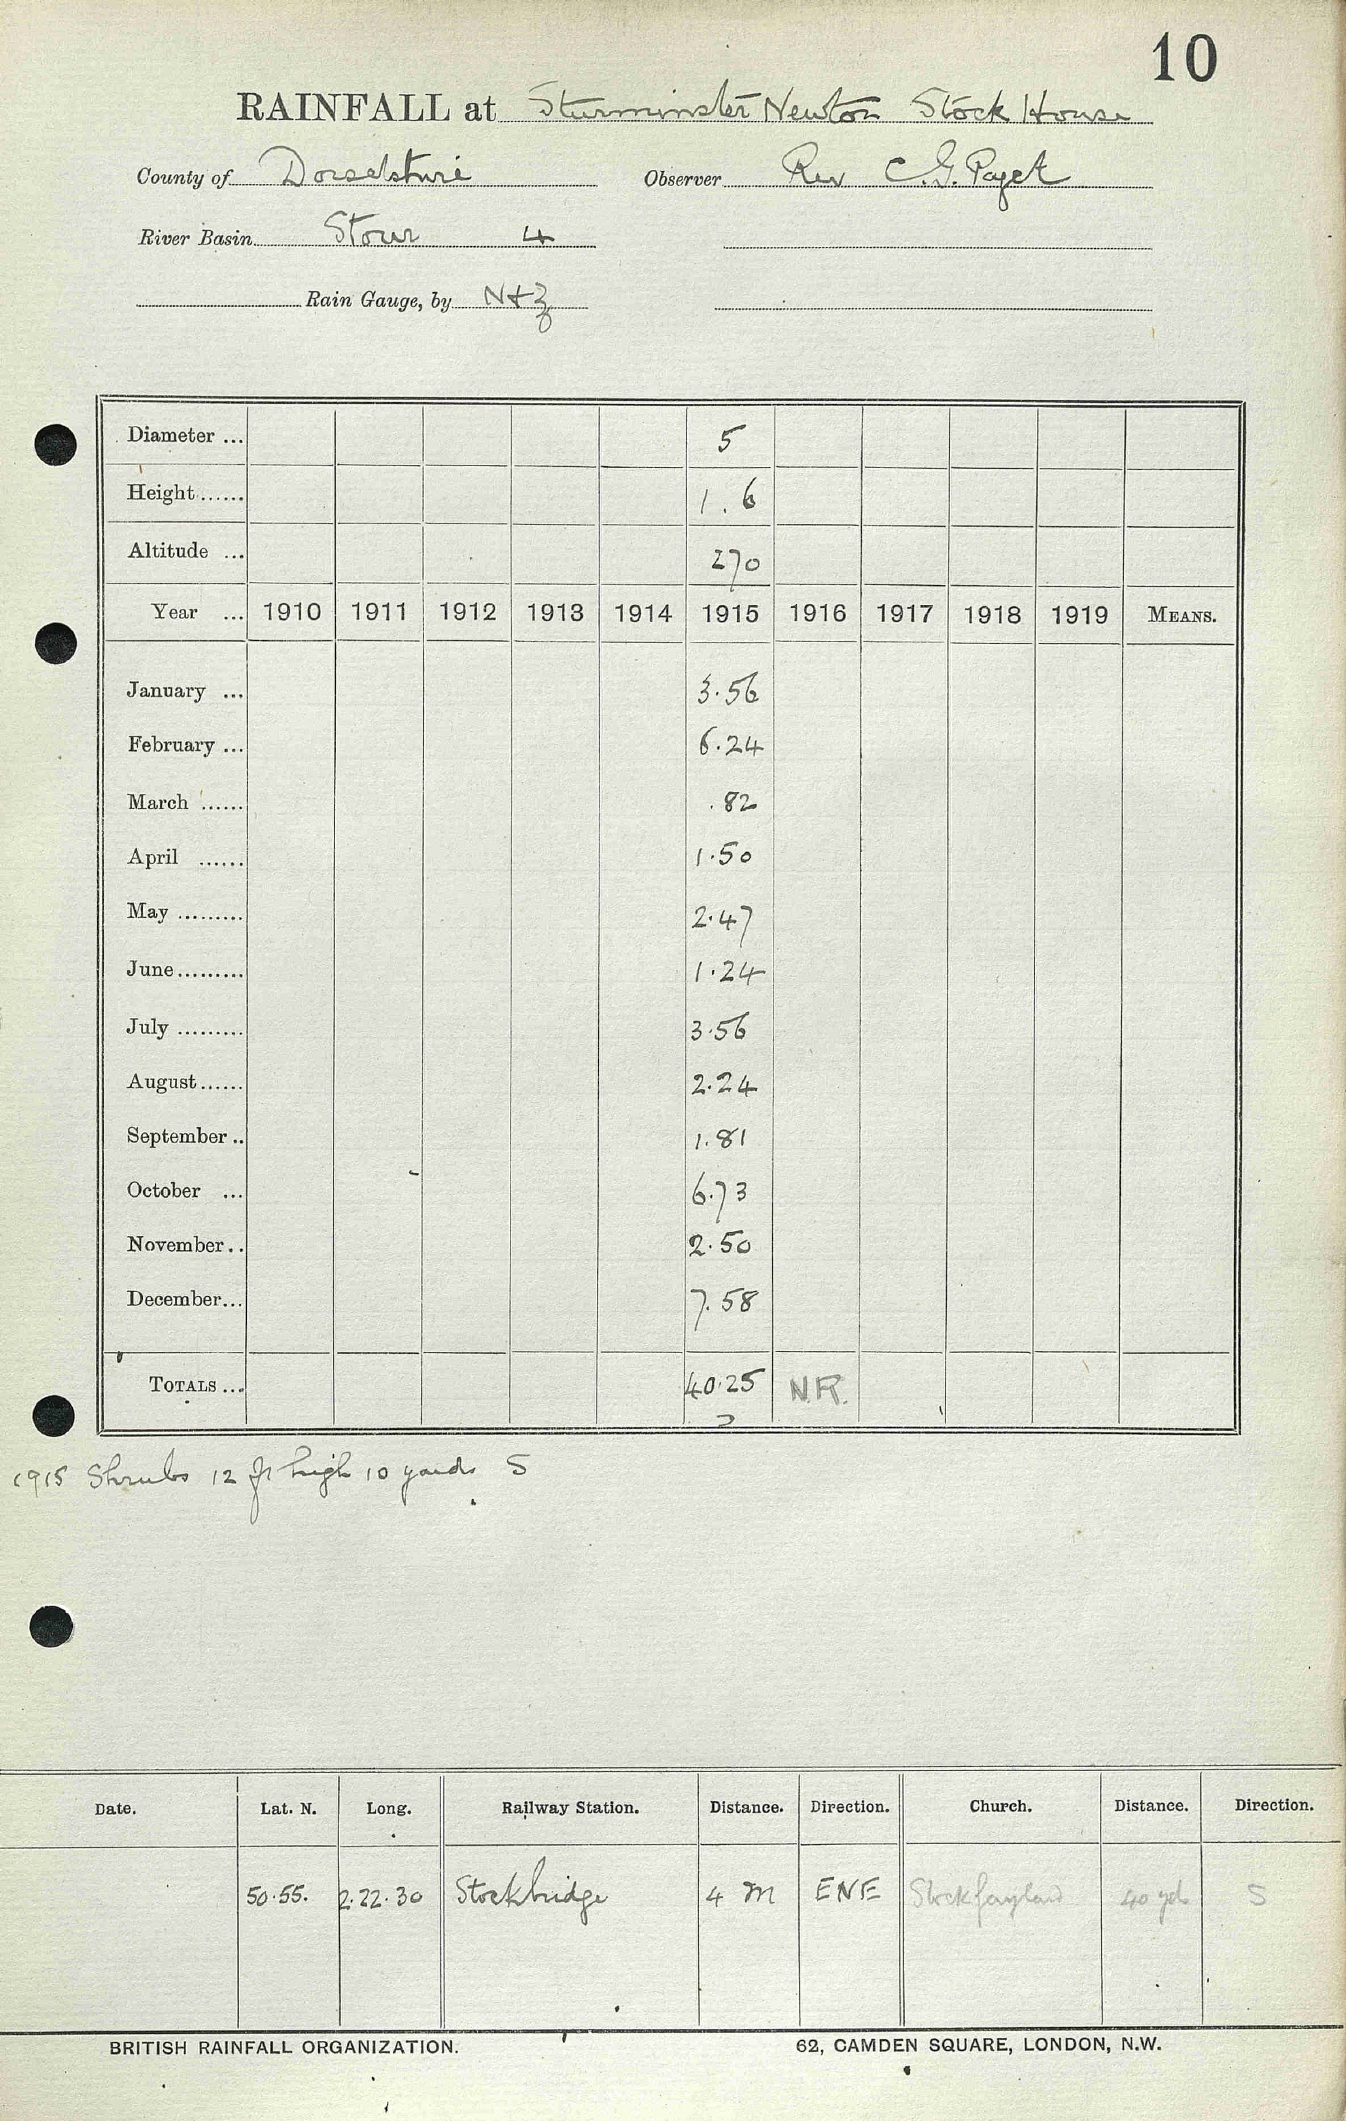 10
RAINFALL at Sturminster Newton Stock House
County of Dorsetshire Observer Rev C. G. Paget
River Basin Stour 4
Rain Gauge, by N & Z
Diameter ... 5
Height ...... 1.6
Altitude ... 270
Year ... 1910 1911 1912 1913 1914 1915 1916 1917 1918 1919 MEANS.
January ... 3.56
February ... 6.24
March ...... .82
April ...... 1.50
May ......... 2.47
June ......... 1.24
July ......... 3.56
August ...... 2.24
September .. 1.81
October ... 6.73
November .. 2.50
December ... 7.58
TOTALS ... 40.25 N.R.
1915 Shrubs 12 ft high 10 yards S
Date. Lat. N. Long. Railway Station. Distance. Direction. Church. Distance. Direction.
50.55. 2.22.30 Stockbridge 4 m ENE Stock Gayland 40 yds S
BRITISH RAINFALL ORGANIZATION. 62, CAMDEN SQUARE, LONDON, N.W.